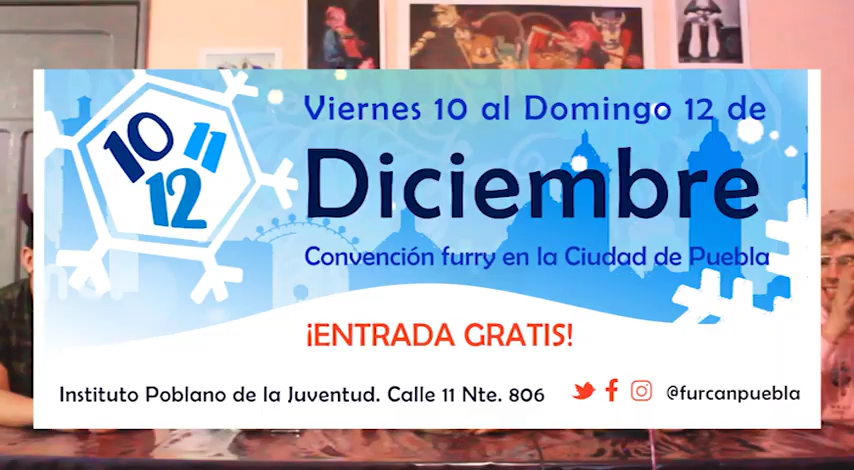 10 11
12
Viernes 10 al Domingo 12 de
Diciembre
Convención furry en la Ciudad de Puebla
¡ENTRADA GRATIS!
Instituto Poblano de la Juventud. Calle 11 Nte. 806 @furcanpuebla